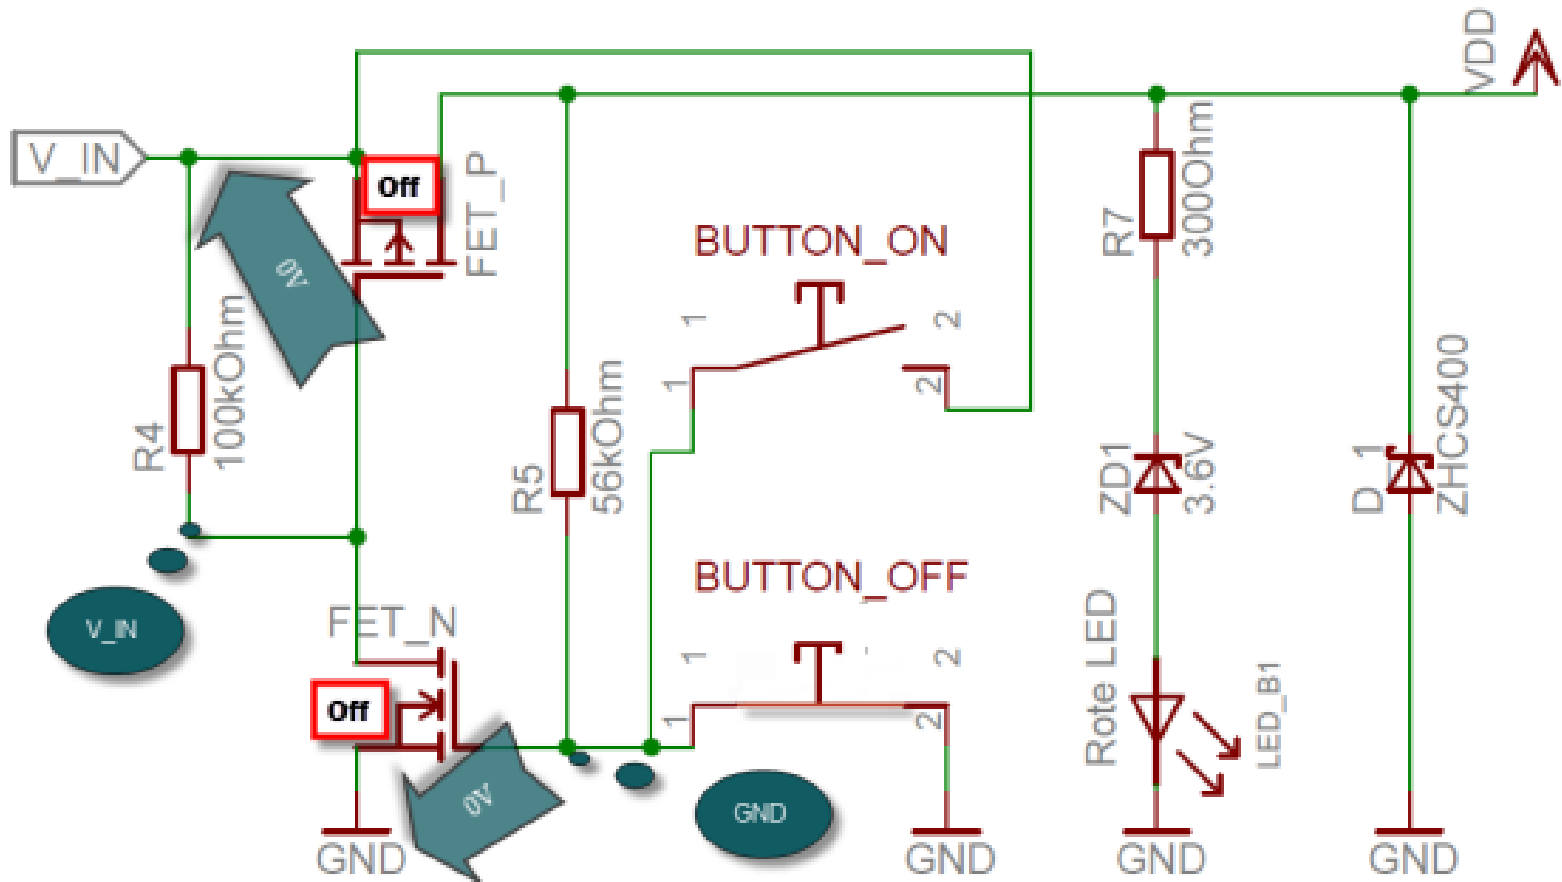 VDD
V_IN
Off
FET_P
0V
R4
100kOhm
R5
56kOhm
BUTTON_ON
1
2
1
2
R7
300Ohm
ZD1
3.6V
D_1
ZHCS400
V_IN
FET_N
Off
0V
GND
BUTTON_OFF
1
2
1
2
Rote LED
LED_B1
GND
GND
GND
GND